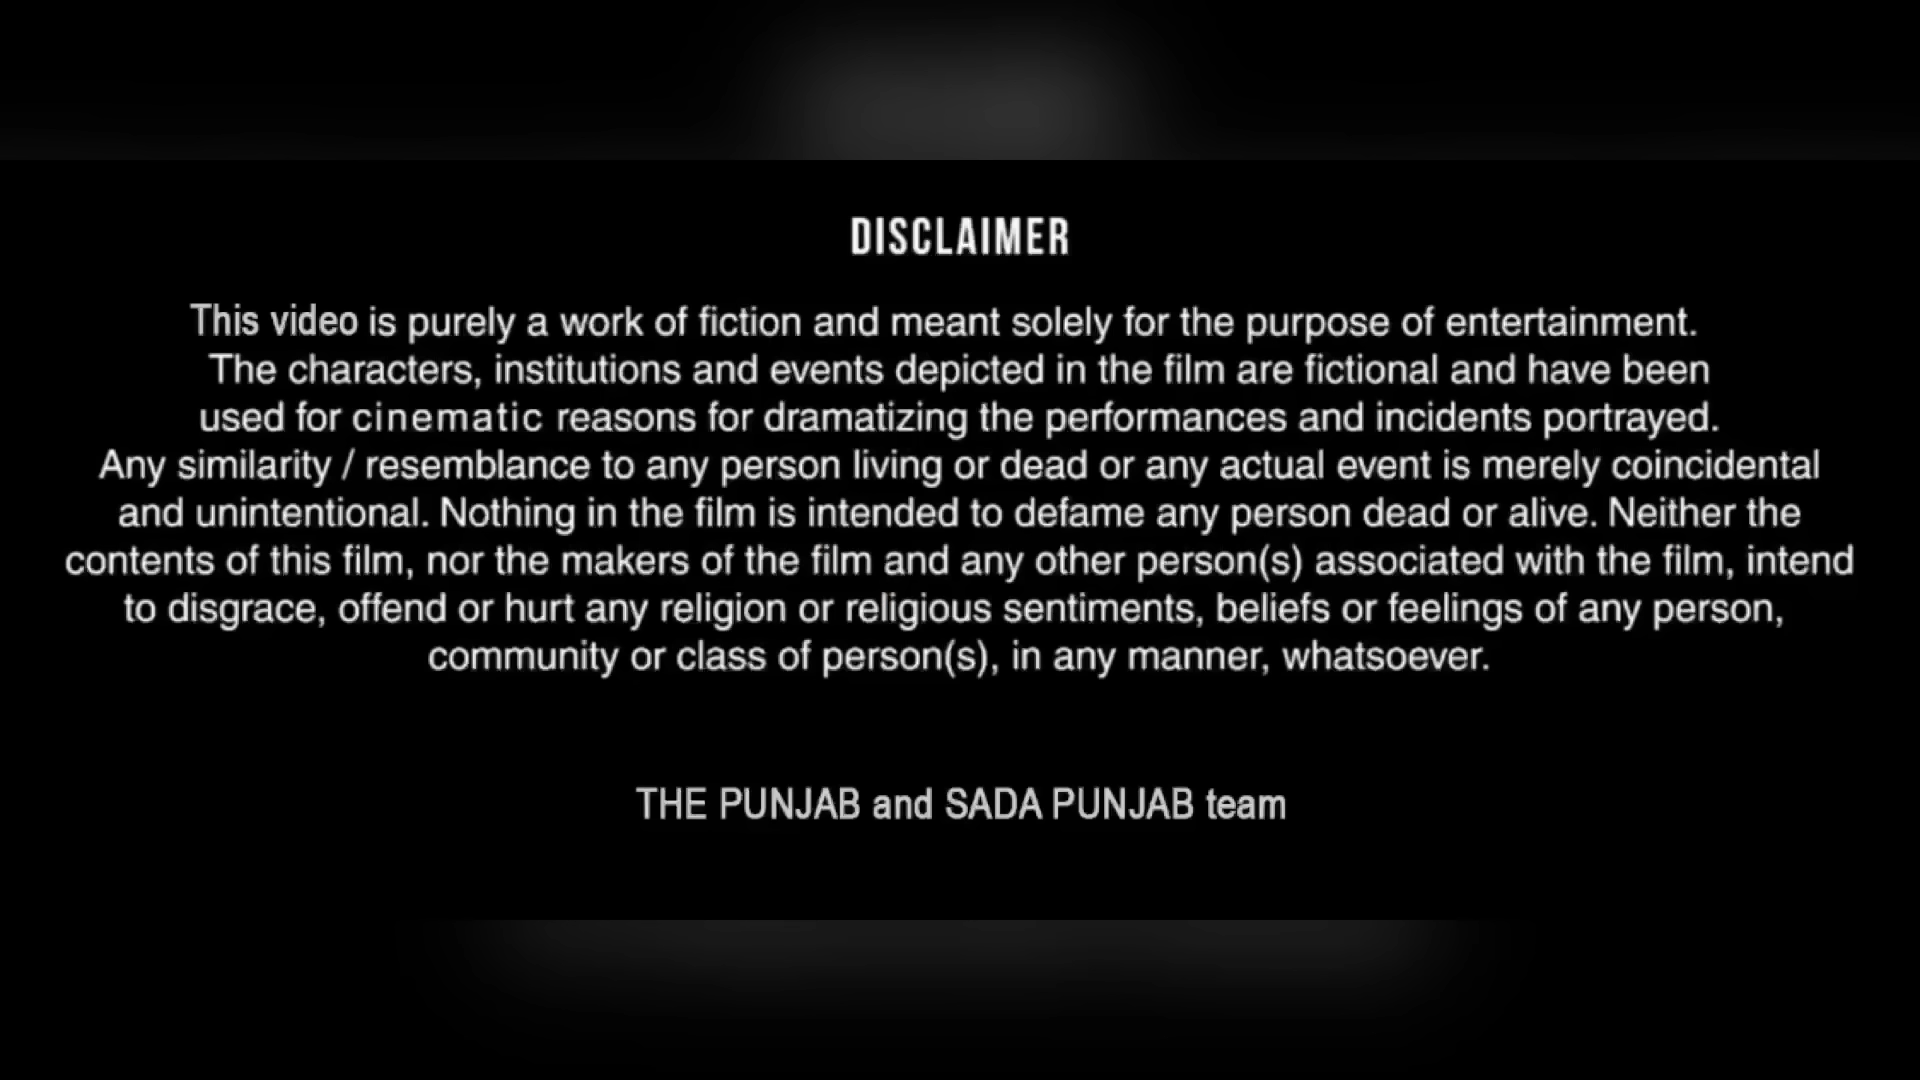 DISCLAIMER
This video is purely a work of fiction and meant solely for the purpose of entertainment.
The characters, institutions and events depicted in the film are fictional and have been
used for cinematic reasons for dramatizing the performances and incidents portrayed.
Any similarity / resemblance to any person living or dead or any actual event is merely coincidental
and unintentional. Nothing in the film is intended to defame any person dead or alive. Neither the
contents of this film, nor the makers of the film and any other person(s) associated with the film, intend
to disgrace, offend or hurt any religion or religious sentiments, beliefs or feelings of any person,
community or class of person(s), in any manner, whatsoever.
THE PUNJAB and SADA PUNJAB team